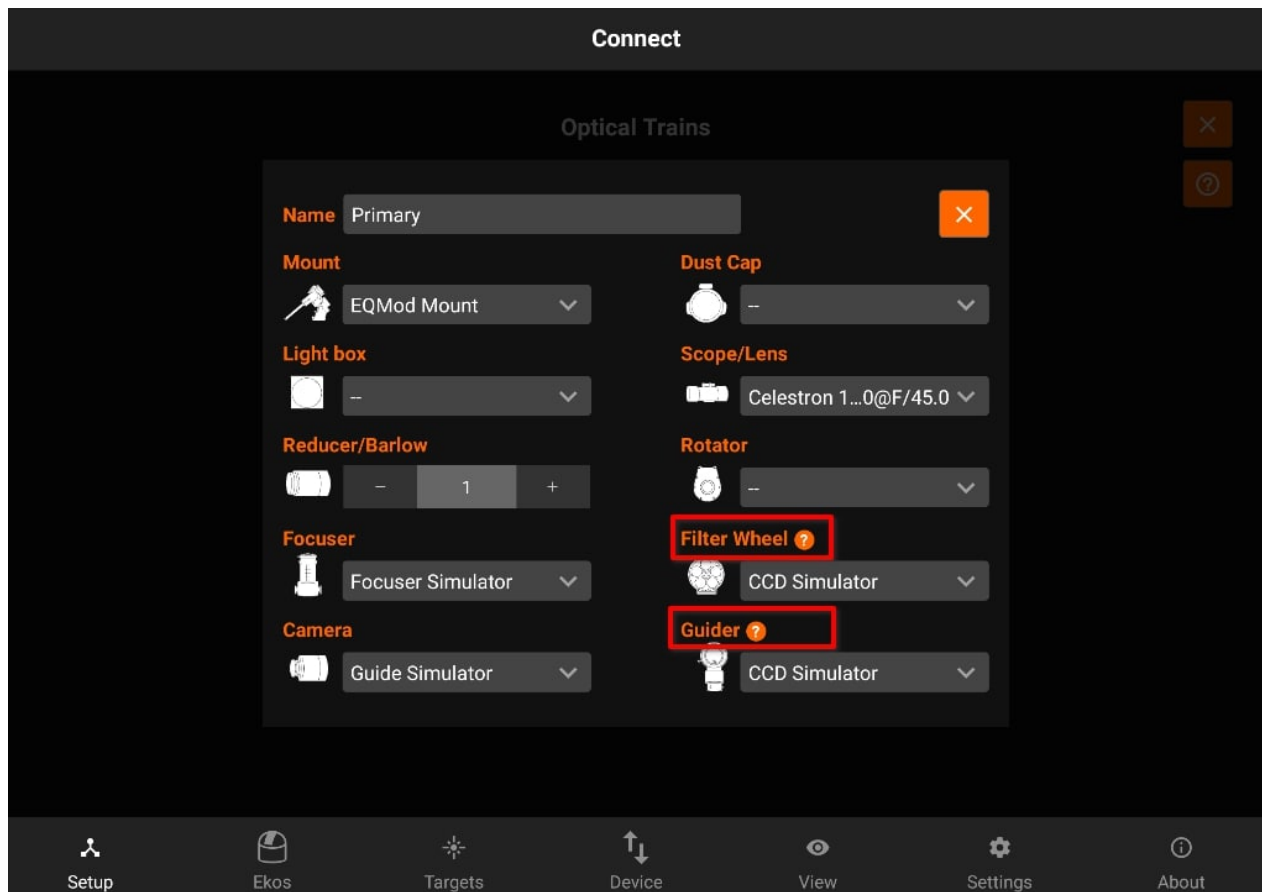 Connect
Optical Trains
Name Primary
Mount
EQMod Mount
Dust Cap
--
Light box
--
Scope/Lens
Celestron 1...0@F/45.0
Reducer/Barlow
− 1 +
Rotator
--
Focuser
Focuser Simulator
Filter Wheel ?
CCD Simulator
Camera
Guide Simulator
Guider ?
CCD Simulator
Setup Ekos Targets Device View Settings About